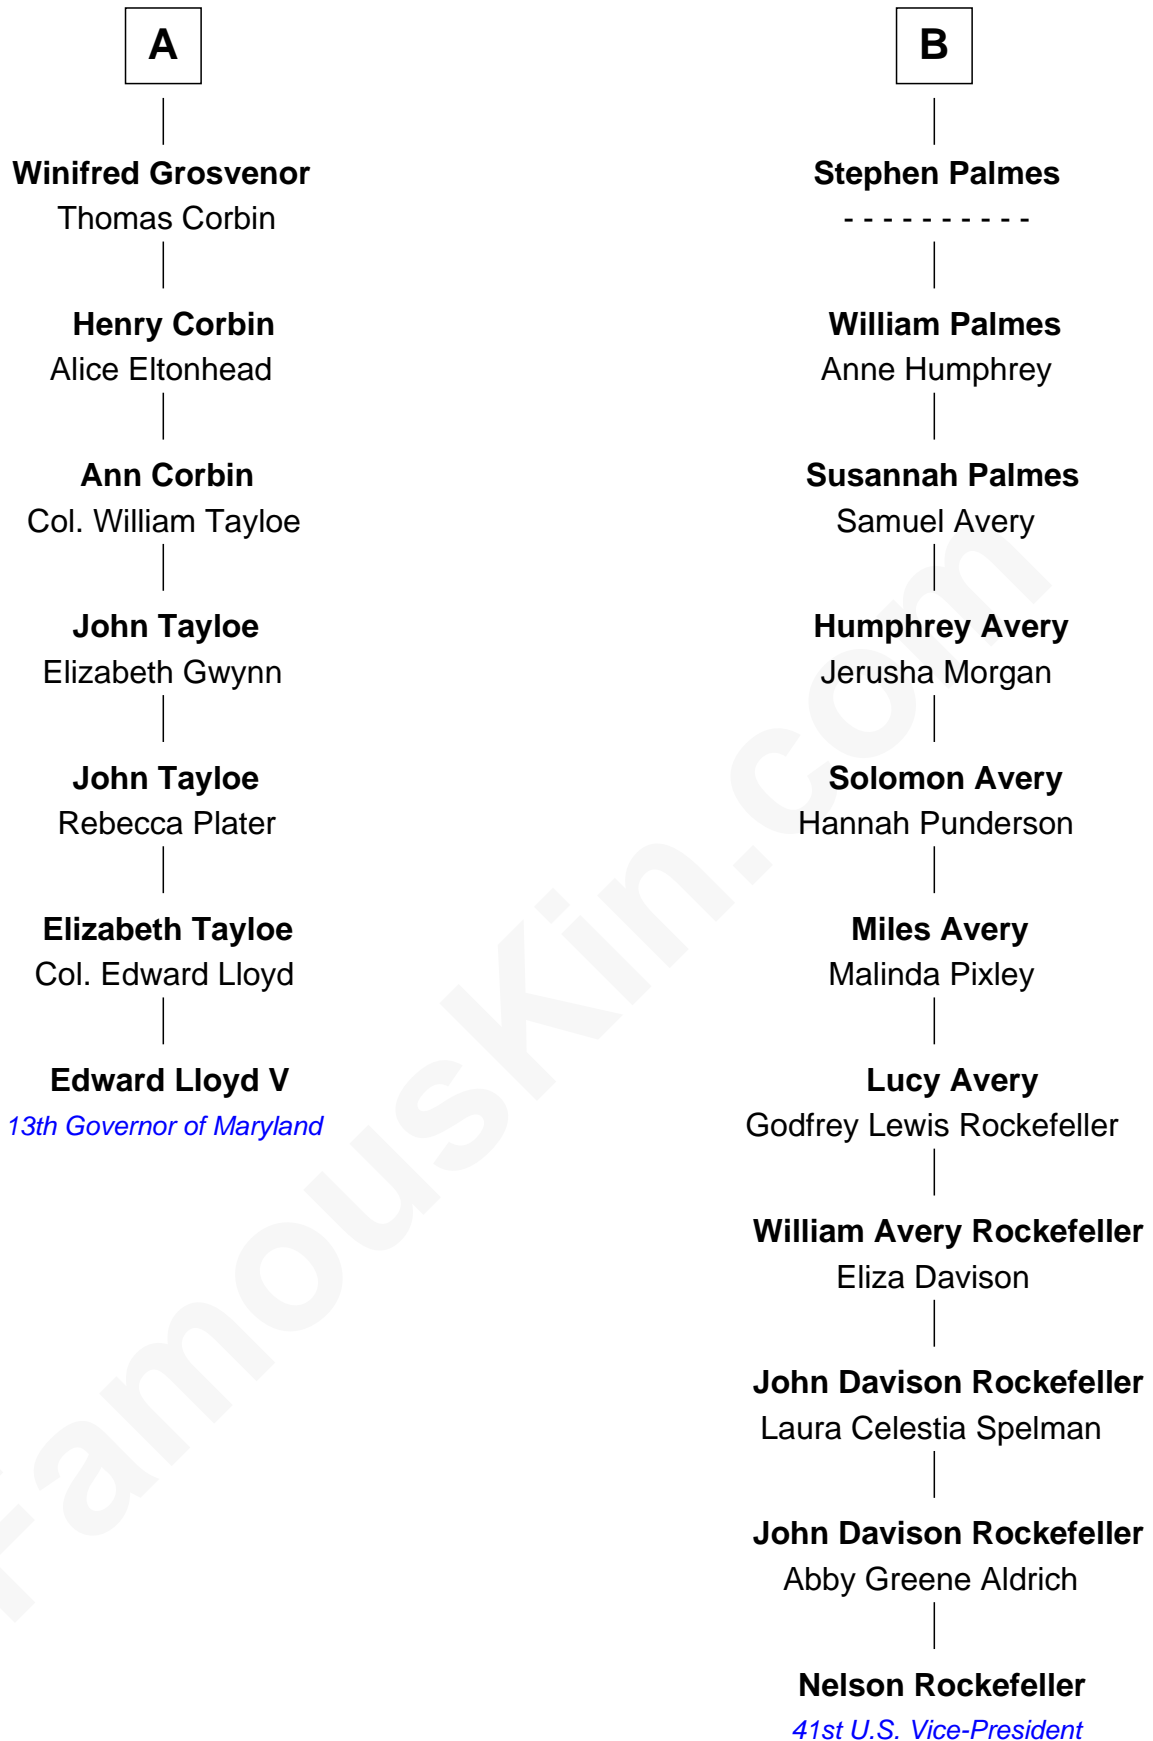 A
Winifred Grosvenor
Thomas Corbin
Henry Corbin
Alice Eltonhead
Ann Corbin
Col. William Tayloe
John Tayloe
Elizabeth Gwynn
John Tayloe
Rebecca Plater
Elizabeth Tayloe
Col. Edward Lloyd
Edward Lloyd V
13th Governor of Maryland
B
Stephen Palmes
- - - - - - - - - -
William Palmes
Anne Humphrey
Susannah Palmes
Samuel Avery
Humphrey Avery
Jerusha Morgan
Solomon Avery
Hannah Punderson
Miles Avery
Malinda Pixley
Lucy Avery
Godfrey Lewis Rockefeller
William Avery Rockefeller
Eliza Davison
John Davison Rockefeller
Laura Celestia Spelman
John Davison Rockefeller
Abby Greene Aldrich
Nelson Rockefeller
41st U.S. Vice-President
FamousKin.com